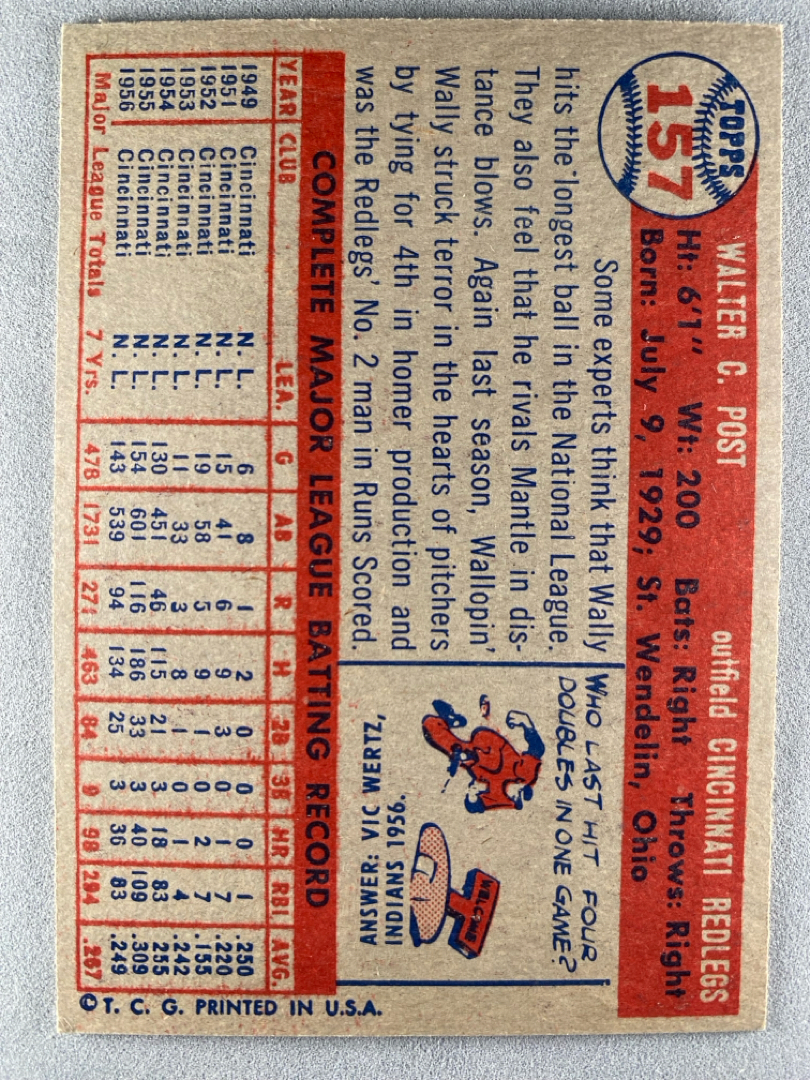 TOPPS
157
WALTER C. POST outfield CINCINNATI REDLEGS
Ht: 6'1" Wt: 200 Bats: Right Throws: Right
Born: July 9, 1929; St. Wendelin, Ohio
Some experts think that Wally
hits the longest ball in the National League.
They also feel that he rivals Mantle in dis-
tance blows. Again last season, Wallopin'
Wally struck terror in the hearts of pitchers
by tying for 4th in homer production and
was the Redlegs' No. 2 man in Runs Scored.
WHO LAST HIT FOUR
DOUBLES IN ONE GAME?
WELCOME
ANSWER: VIC WERTZ,
INDIANS 1956.
COMPLETE MAJOR LEAGUE BATTING RECORD
YEAR CLUB LEA. G AB R H 2B 3B HR RBI AVG.
1949 Cincinnati N. L. 6 8 1 2 0 0 0 1 .250
1951 Cincinnati N. L. 15 41 6 9 3 0 1 7 .220
1952 Cincinnati N. L. 19 58 5 9 1 0 2 7 .155
1953 Cincinnati N. L. 11 33 3 8 1 0 1 4 .242
1954 Cincinnati N. L. 130 451 46 115 21 3 18 83 .255
1955 Cincinnati N. L. 154 601 116 186 33 3 40 109 .309
1956 Cincinnati N. L. 143 539 94 134 25 3 36 83 .249
Major League Totals 7 Yrs. 478 1731 271 463 84 9 98 294 .267
©T. C. G. PRINTED IN U.S.A.